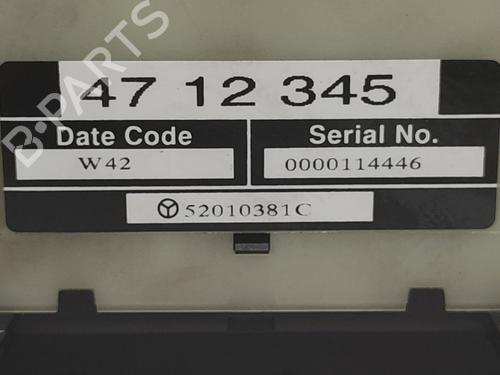 47 12 345
Date Code
Serial No.
W42
0000114446
52010381C
B-PARTS